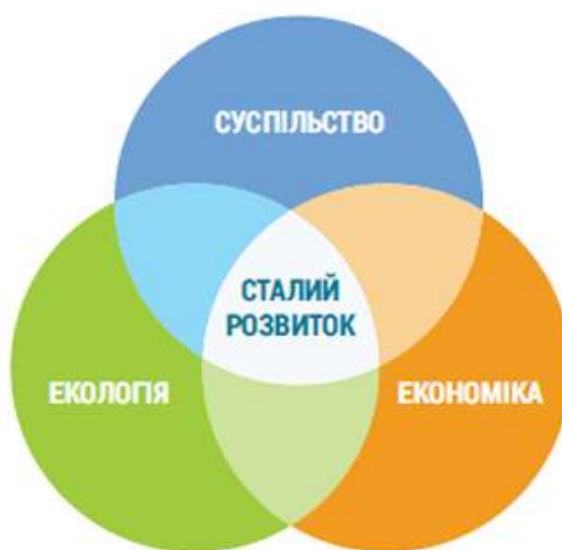 СУСПІЛЬСТВО
СТАЛИЙ
РОЗВИТОК
ЕКОЛОГІЯ
ЕКОНОМІКА